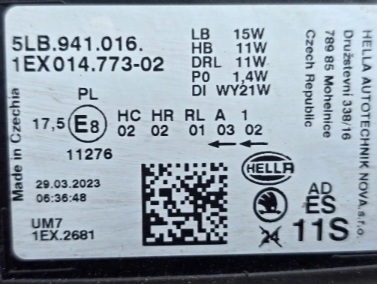 5LB.941.016.
1EX014.773-02
LB 15W
HB 11W
DRL 11W
P0 1,4W
DI WY21W
HELLA AUTOTECHNIK NOVA,s.r.o.
Družstevní 338/16
789 85 Mohelnice
Czech Republic
Made in Czechia
PL
17,5 E8
11276
HC HR RL A 1
02 02 01 03 02
29.03.2023
06:36:48
UM7
1EX.2681
HELLA
AD
ES
24 11S